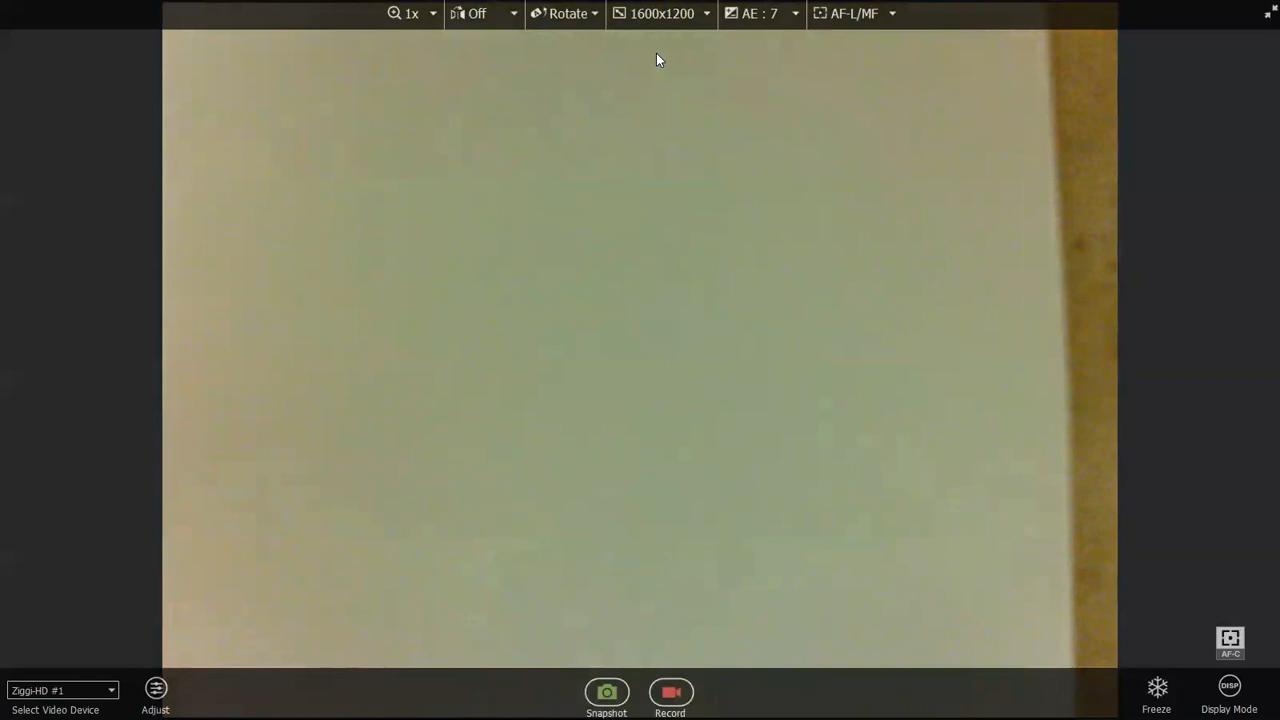 1x Off Rotate 1600x1200 AE : 7 AF-L/MF
AF-C
Ziggi-HD #1
Select Video Device
Adjust
Snapshot
Record
Freeze
DISP
Display Mode